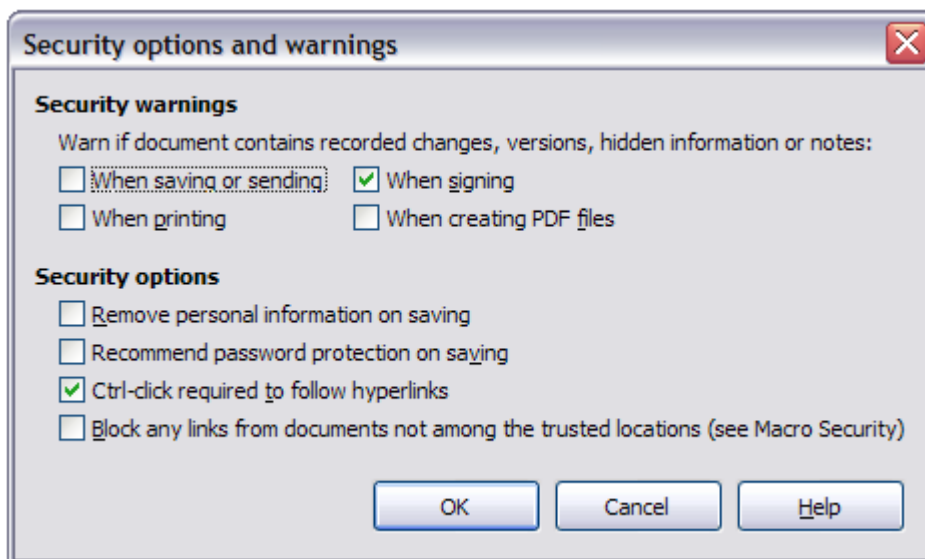 Security options and warnings
Security warnings
Warn if document contains recorded changes, versions, hidden information or notes:
When saving or sending When signing
When printing When creating PDF files
Security options
Remove personal information on saving
Recommend password protection on saving
Ctrl-click required to follow hyperlinks
Block any links from documents not among the trusted locations (see Macro Security)
OK Cancel Help